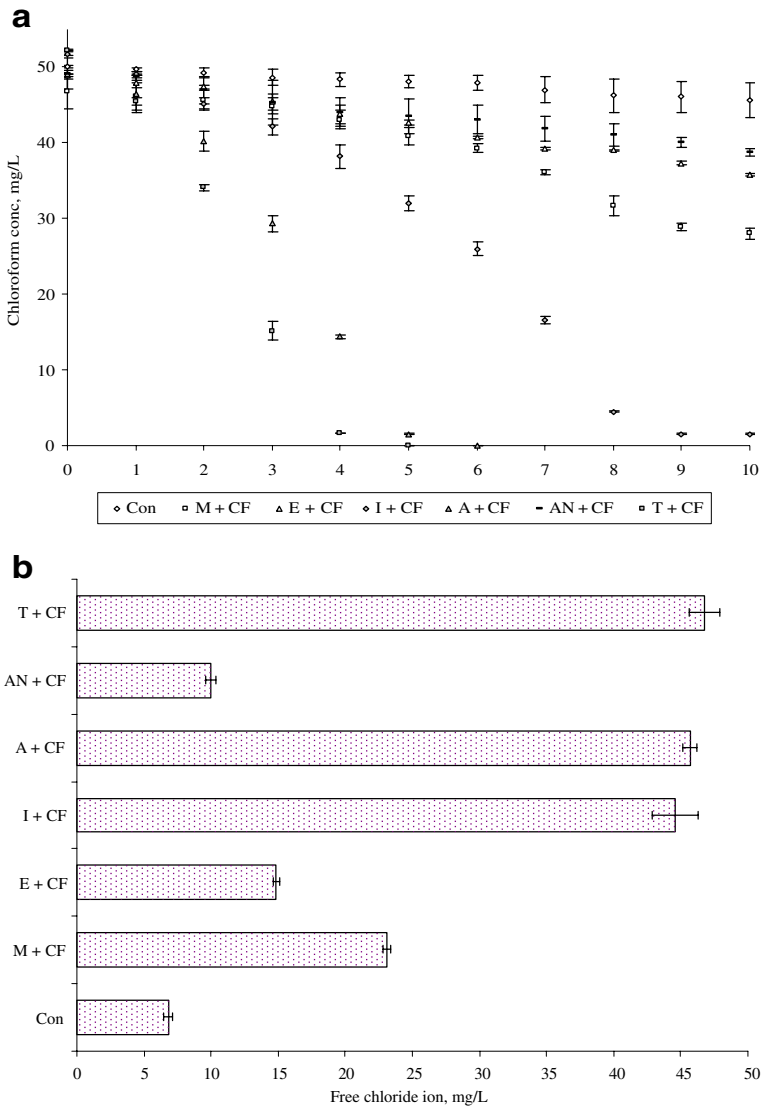 a
Chloroform conc, mg/L
50
40
30
20
10
0
0 1 2 3 4 5 6 7 8 9 10
Con M + CF E + CF I + CF A + CF AN + CF T + CF
b
T + CF
AN + CF
A + CF
I + CF
E + CF
M + CF
Con
0 5 10 15 20 25 30 35 40 45 50
Free chloride ion, mg/L